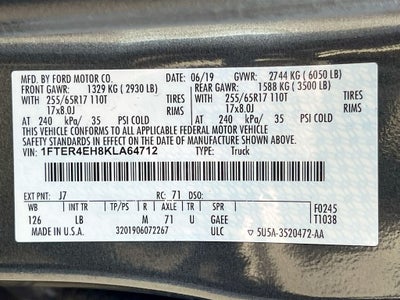 MFD. BY FORD MOTOR CO. DATE: 06/19 GVWR: 2744 KG ( 6050 LB)
FRONT GAWR: 1329 KG ( 2930 LB) REAR GAWR: 1588 KG ( 3500 LB)
WITH WITH
255/65R17 110T TIRES 255/65R17 110T TIRES
17x8.0J RIMS 17x8.0J RIMS
AT 240 kPa/ 35 PSI COLD AT 240 kPa/ 35 PSI COLD
THIS VEHICLE CONFORMS TO ALL APPLICABLE FEDERAL MOTOR VEHICLE
SAFETY STANDARDS IN EFFECT ON THE DATE OF MANUFACTURE SHOWN ABOVE.
VIN: 1FTER4EH8KLA64712 TYPE: Truck
EXT PNT: J7 RC: 71 DSO:
WB INT TR TP/PS R AXLE TR SPR F0245
126 LB M 71 U GAEE T1038
MADE IN U.S.A. 3201906072267 ULC ▽ 5U5A-3520472-AA